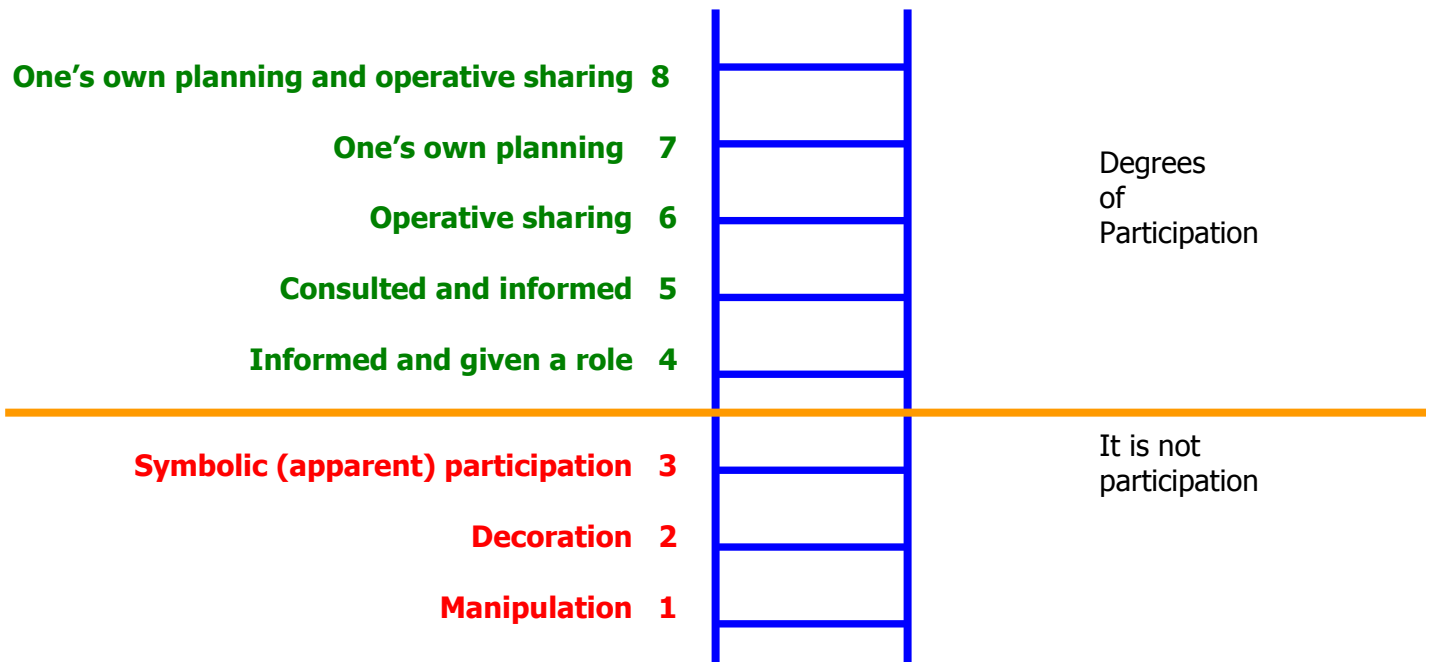 One’s own planning and operative sharing 8
One’s own planning 7
Degrees
of
Participation
Operative sharing 6
Consulted and informed 5
Informed and given a role 4
It is not
participation
Symbolic (apparent) participation 3
Decoration 2
Manipulation 1